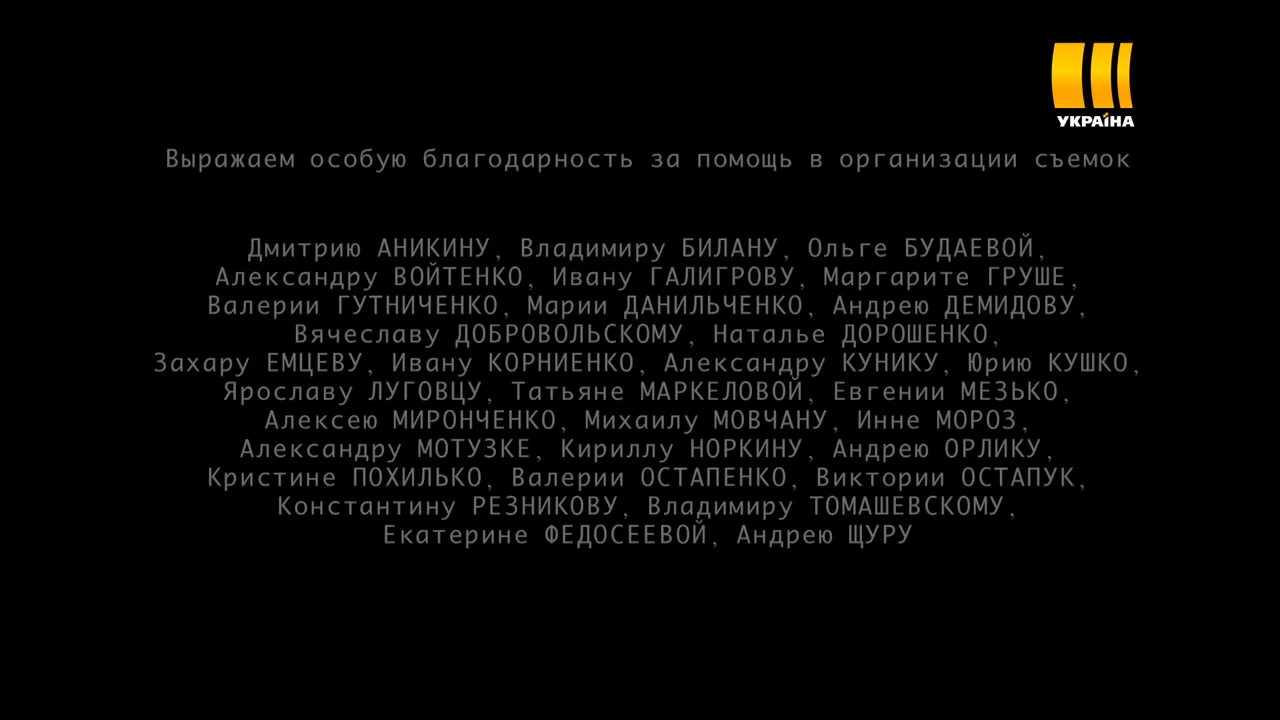 УКРАЇНА
Выражаем особую благодарность за помощь в организации съемок
Дмитрию АНИКИНУ, Владимиру БИЛАНУ, Ольге БУДАЕВОЙ,
Александру ВОЙТЕНКО, Ивану ГАЛИГРОВУ, Маргарите ГРУШЕ,
Валерии ГУТНИЧЕНКО, Марии ДАНИЛЬЧЕНКО, Андрею ДЕМИДОВУ,
Вячеславу ДОБРОВОЛЬСКОМУ, Наталье ДОРОШЕНКО,
Захару ЕМЦЕВУ, Ивану КОРНИЕНКО, Александру КУНИКУ, Юрию КУШКО,
Ярославу ЛУГОВЦУ, Татьяне МАРКЕЛОВОЙ, Евгении МЕЗЬКО,
Алексею МИРОНЧЕНКО, Михаилу МОВЧАНУ, Инне МОРОЗ,
Александру МОТУЗКЕ, Кириллу НОРКИНУ, Андрею ОРЛИКУ,
Кристине ПОХИЛЬКО, Валерии ОСТАПЕНКО, Виктории ОСТАПУК,
Константину РЕЗНИКОВУ, Владимиру ТОМАШЕВСКОМУ,
Екатерине ФЕДОСЕЕВОЙ, Андрею ЩУРУ